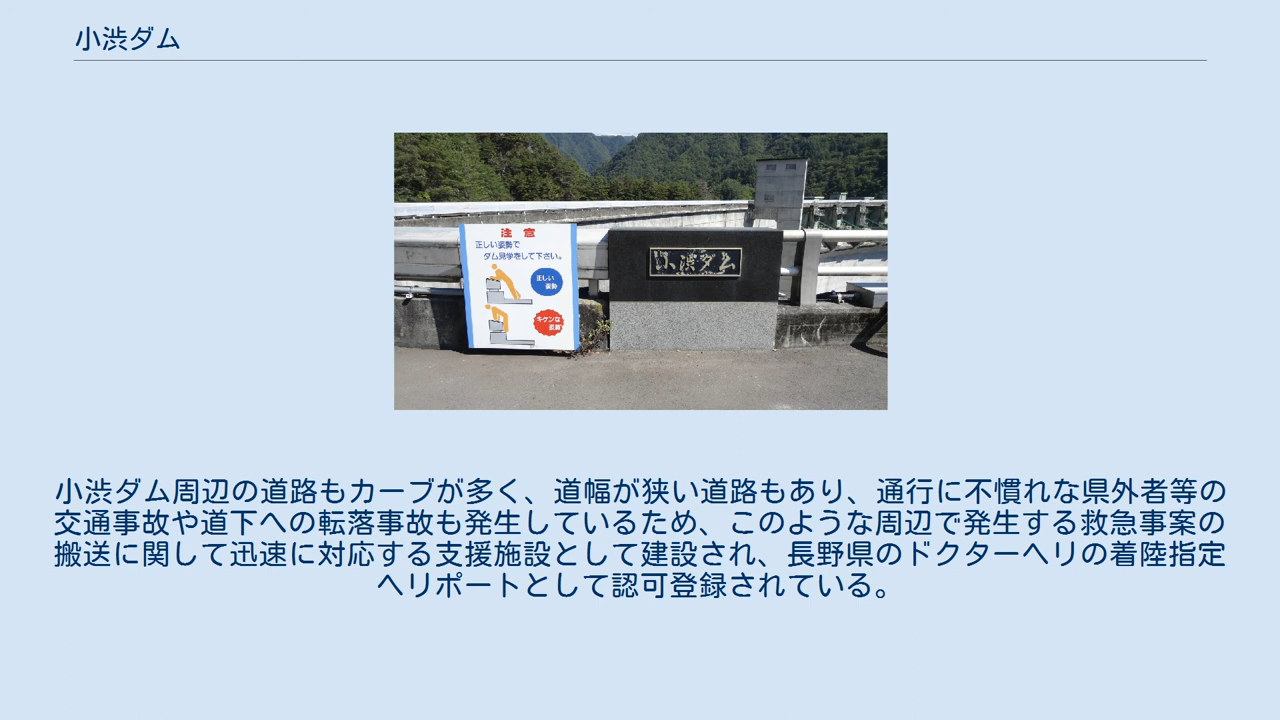 小渋ダム
注意
正しい姿勢で
ダム見学をして下さい。
正しい
姿勢
キケンな
姿勢
小渋ダム
小渋ダム周辺の道路もカーブが多く、道幅が狭い道路もあり、通行に不慣れな県外者等の
交通事故や道下への転落事故も発生しているため、このような周辺で発生する救急事案の
搬送に関して迅速に対応する支援施設として建設され、長野県のドクターヘリの着陸指定
ヘリポートとして認可登録されている。